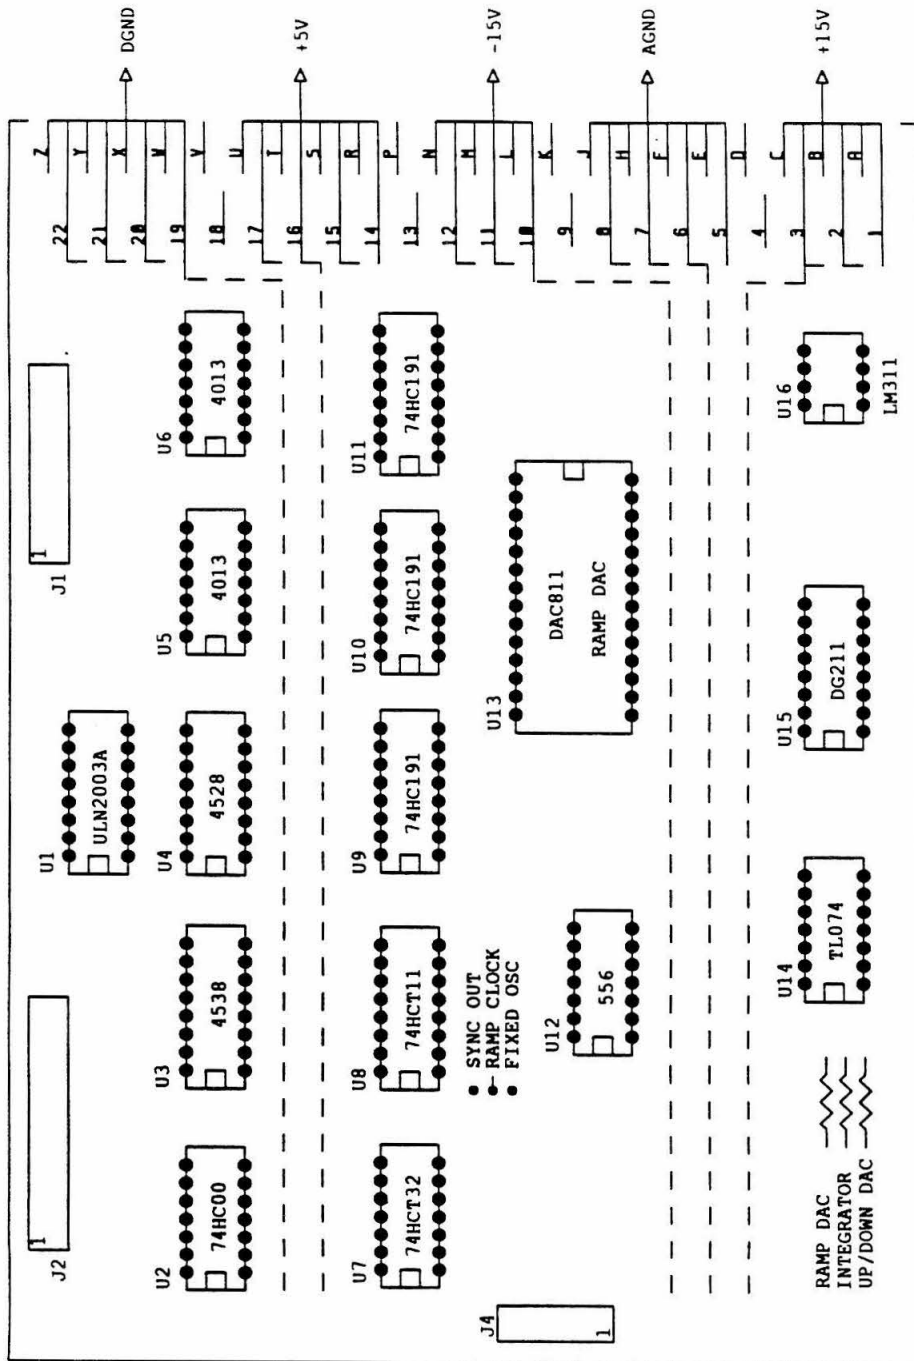 J2
1
J1
1
U1
ULN2003A
U2
74HC00
U3
4538
U4
4528
U5
4013
U6
4013
U7
74HCT32
U8
74HCT11
U9
74HC191
U10
74HC191
U11
74HC191
SYNC OUT
RAMP CLOCK
FIXED OSC
J4
1
U12
556
U13
DAC811
RAMP DAC
U14
TL074
U15
DG211
U16
LM311
RAMP DAC
INTEGRATOR
UP/DOWN DAC
22
21
20
19
18
17
16
15
14
13
12
11
10
9
8
7
6
5
4
3
2
1
Z
Y
X
W
V
U
T
S
R
P
N
M
L
K
J
H
F
E
D
C
B
A
DGND
+5V
-15V
AGND
+15V